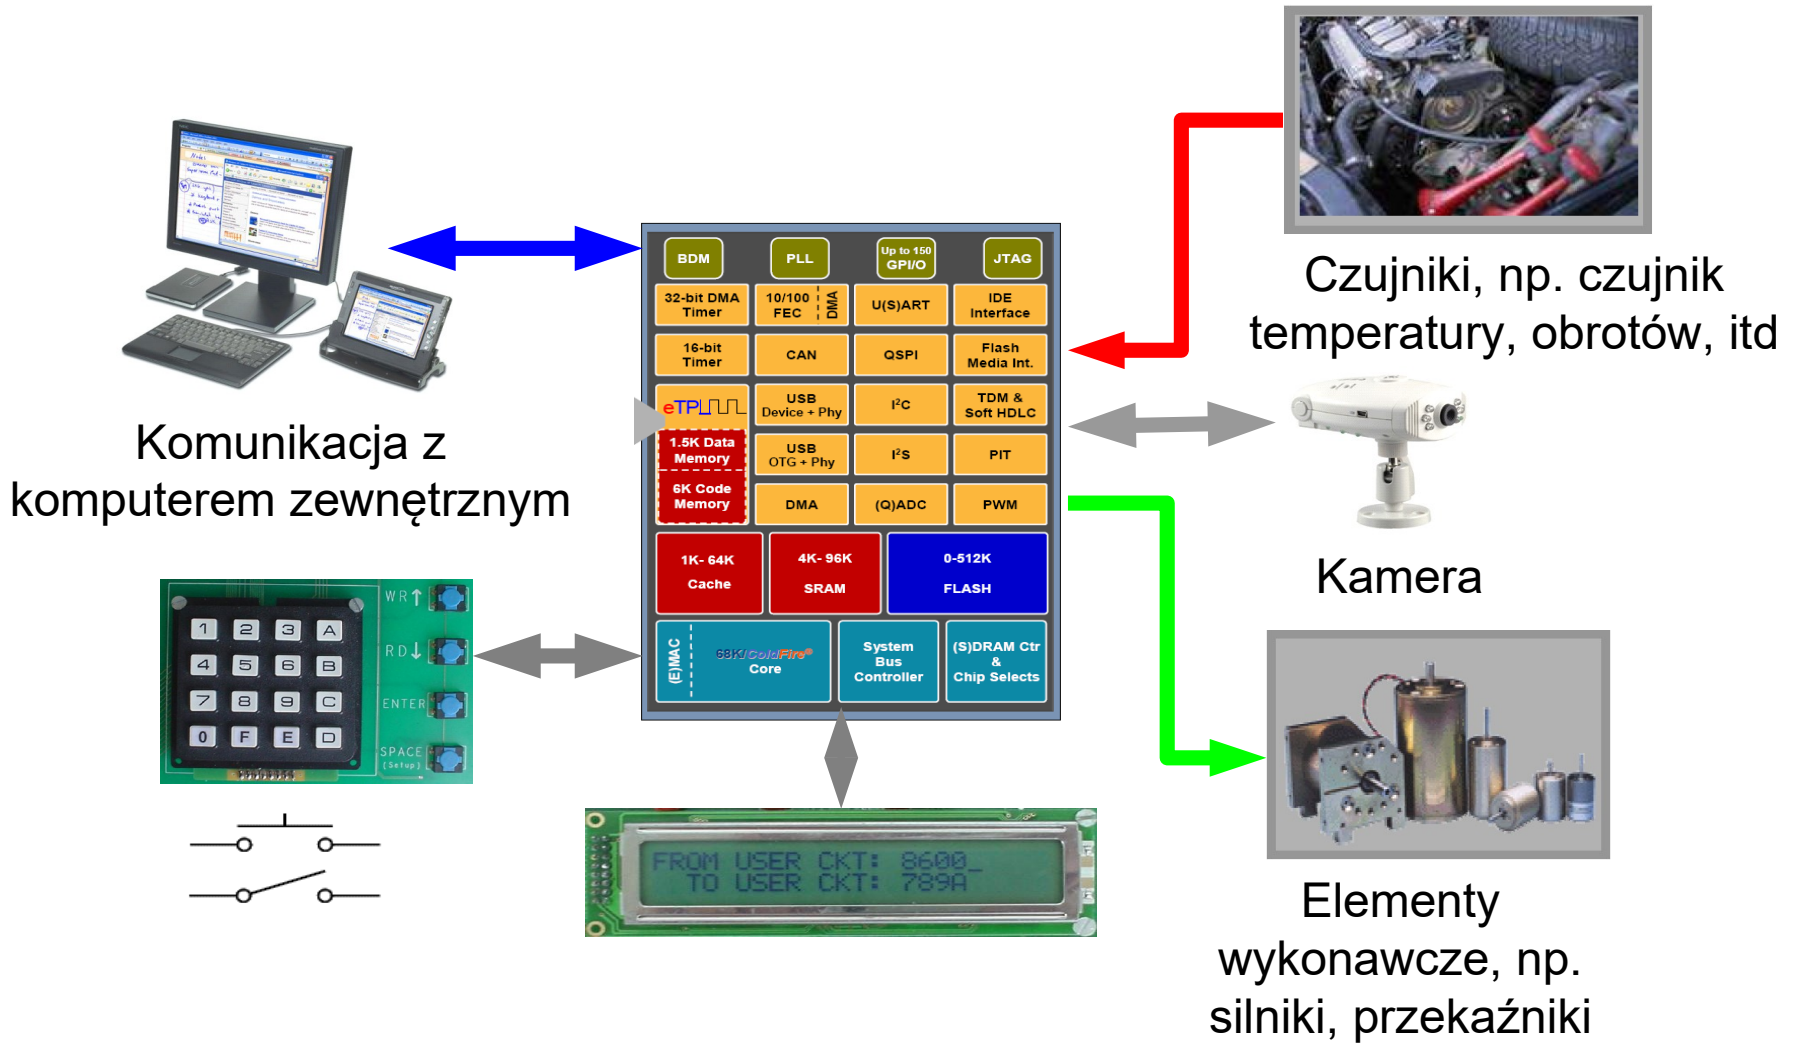 BDM
PLL
Up to 150
GPI/O
JTAG
32-bit DMA
Timer
10/100
FEC
DMA
U(S)ART
IDE
Interface
16-bit
Timer
CAN
QSPI
Flash
Media Int.
eTPU
USB
Device + Phy
I²C
TDM &
Soft HDLC
1.5K Data
Memory
USB
OTG + Phy
I²S
PIT
6K Code
Memory
DMA
(Q)ADC
PWM
1K- 64K
Cache
4K- 96K
SRAM
0-512K
FLASH
(E)MAC
68K/ColdFire®
Core
System
Bus
Controller
(S)DRAM Ctr
&
Chip Selects
Komunikacja z
komputerem zewnętrznym
1 2 3 A
4 5 6 B
7 8 9 C
0 F E D
WR↑
RD↓
ENTER
SPACE
(Setup)
FROM USER CKT: 8600_
TO USER CKT: 789A
Czujniki, np. czujnik
temperatury, obrotów, itd
Kamera
Elementy
wykonawcze, np.
silniki, przekaźniki